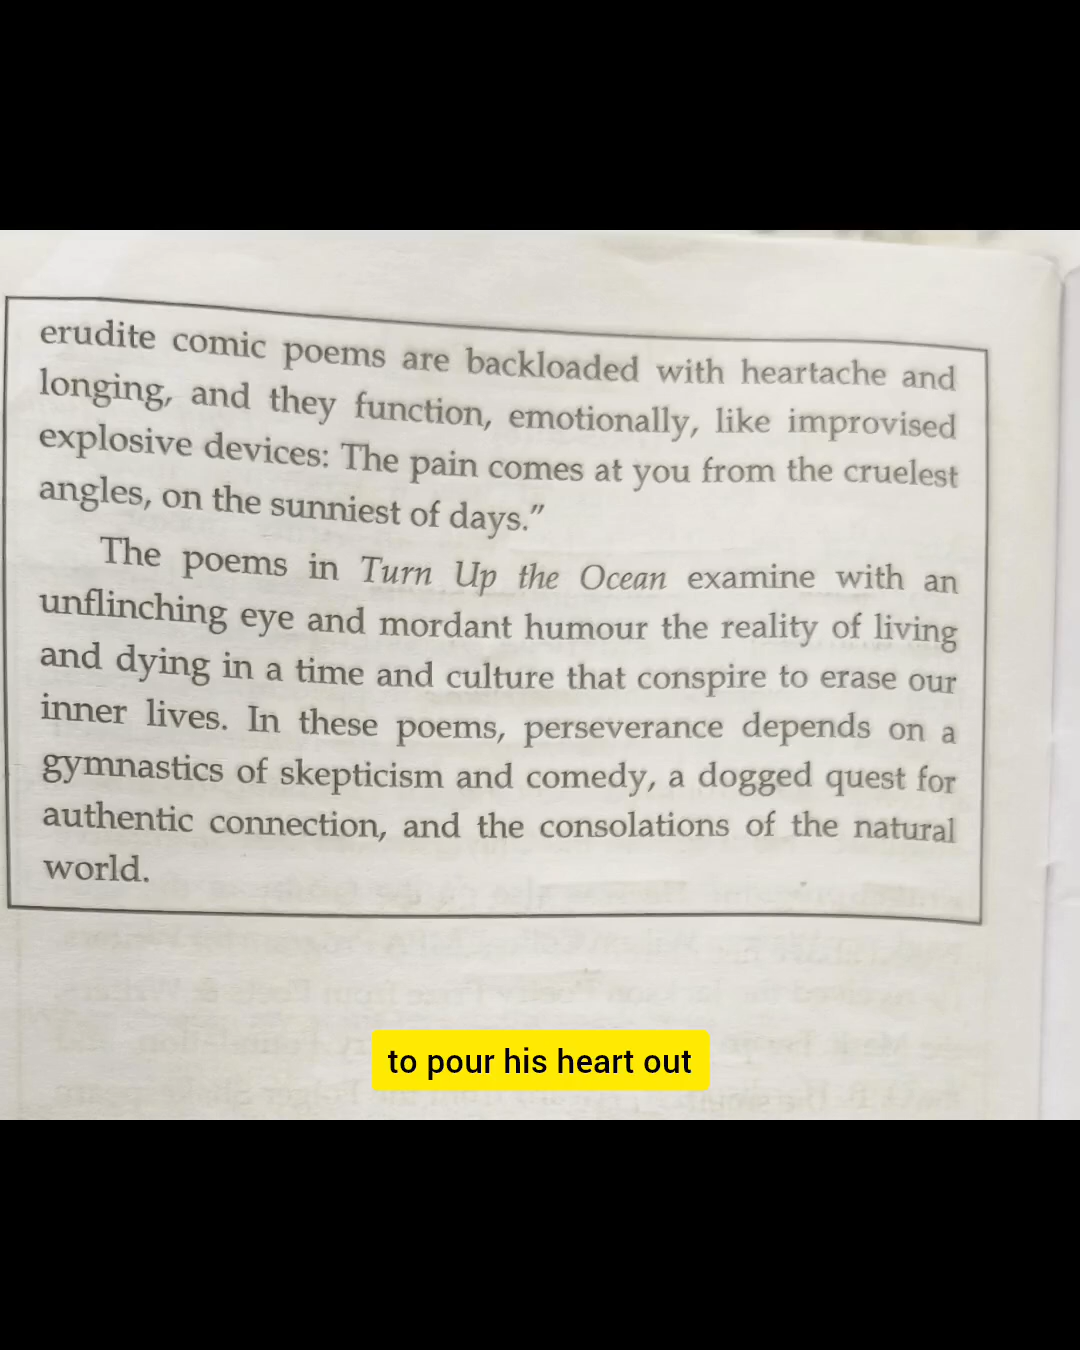 erudite comic poems are backloaded with heartache and
longing, and they function, emotionally, like improvised
explosive devices: The pain comes at you from the cruelest
angles, on the sunniest of days.”
The poems in Turn Up the Ocean examine with an
unflinching eye and mordant humour the reality of living
and dying in a time and culture that conspire to erase our
inner lives. In these poems, perseverance depends on a
gymnastics of skepticism and comedy, a dogged quest for
authentic connection, and the consolations of the natural
world.
to pour his heart out